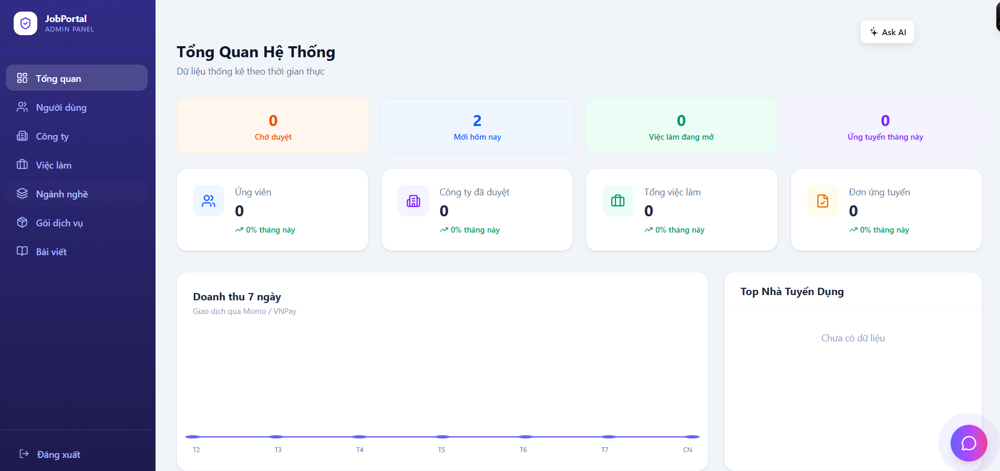 JobPortal
ADMIN PANEL
Tổng quan
Người dùng
Công ty
Việc làm
Ngành nghề
Gói dịch vụ
Bài viết
Đăng xuất
Ask AI
Tổng Quan Hệ Thống
Dữ liệu thống kê theo thời gian thực
0
Chờ duyệt
2
Mới hôm nay
0
Việc làm đang mở
0
Ứng tuyển tháng này
Ứng viên
0
0% tháng này
Công ty đã duyệt
0
0% tháng này
Tổng việc làm
0
0% tháng này
Đơn ứng tuyển
0
0% tháng này
Doanh thu 7 ngày
Giao dịch qua Momo / VNPay
T2 T3 T4 T5 T6 T7 CN
Top Nhà Tuyển Dụng
Chưa có dữ liệu